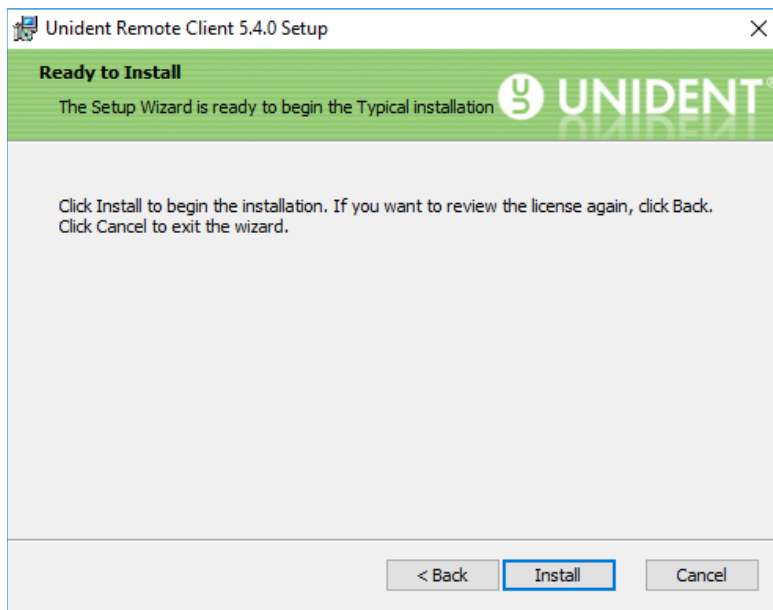 Unident Remote Client 5.4.0 Setup
Ready to Install
The Setup Wizard is ready to begin the Typical installation
UNIDENT®
Click Install to begin the installation. If you want to review the license again, click Back.
Click Cancel to exit the wizard.
< Back
Install
Cancel